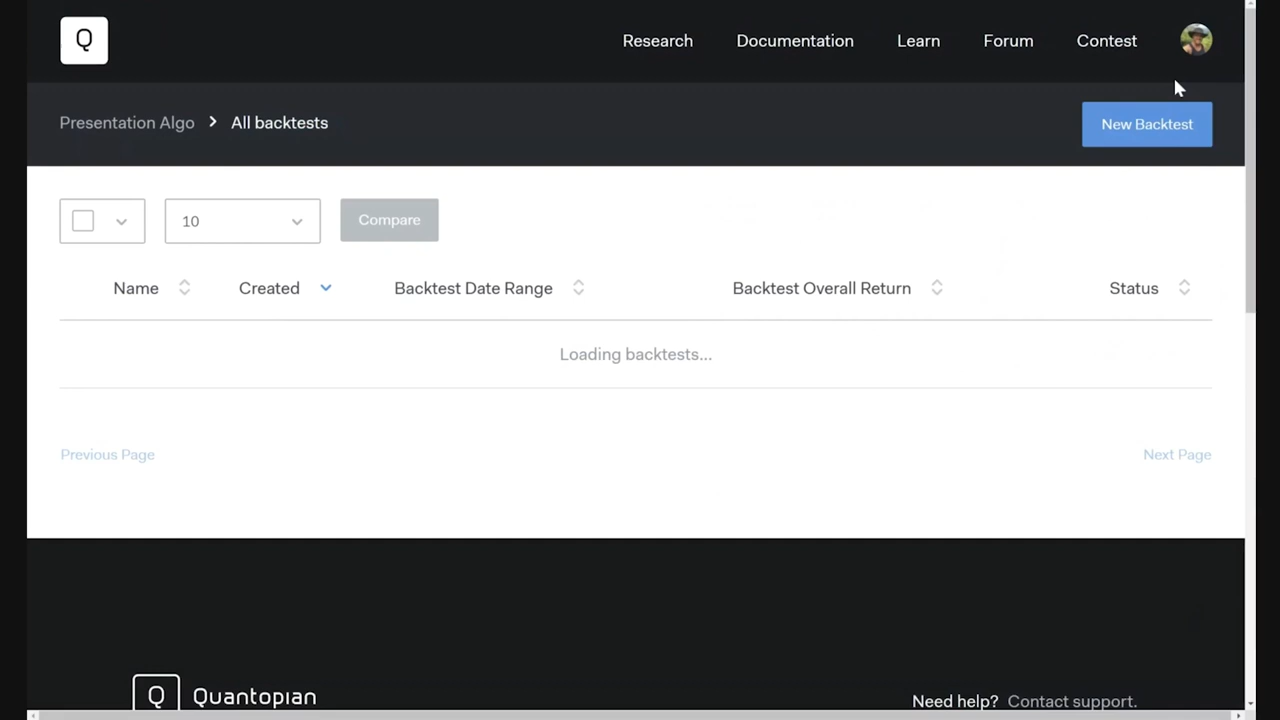 Q
Research Documentation Learn Forum Contest
Presentation Algo > All backtests
New Backtest
10
Compare
Name Created Backtest Date Range Backtest Overall Return Status
Loading backtests...
Previous Page
Next Page
Q Quantopian
Need help? Contact support.